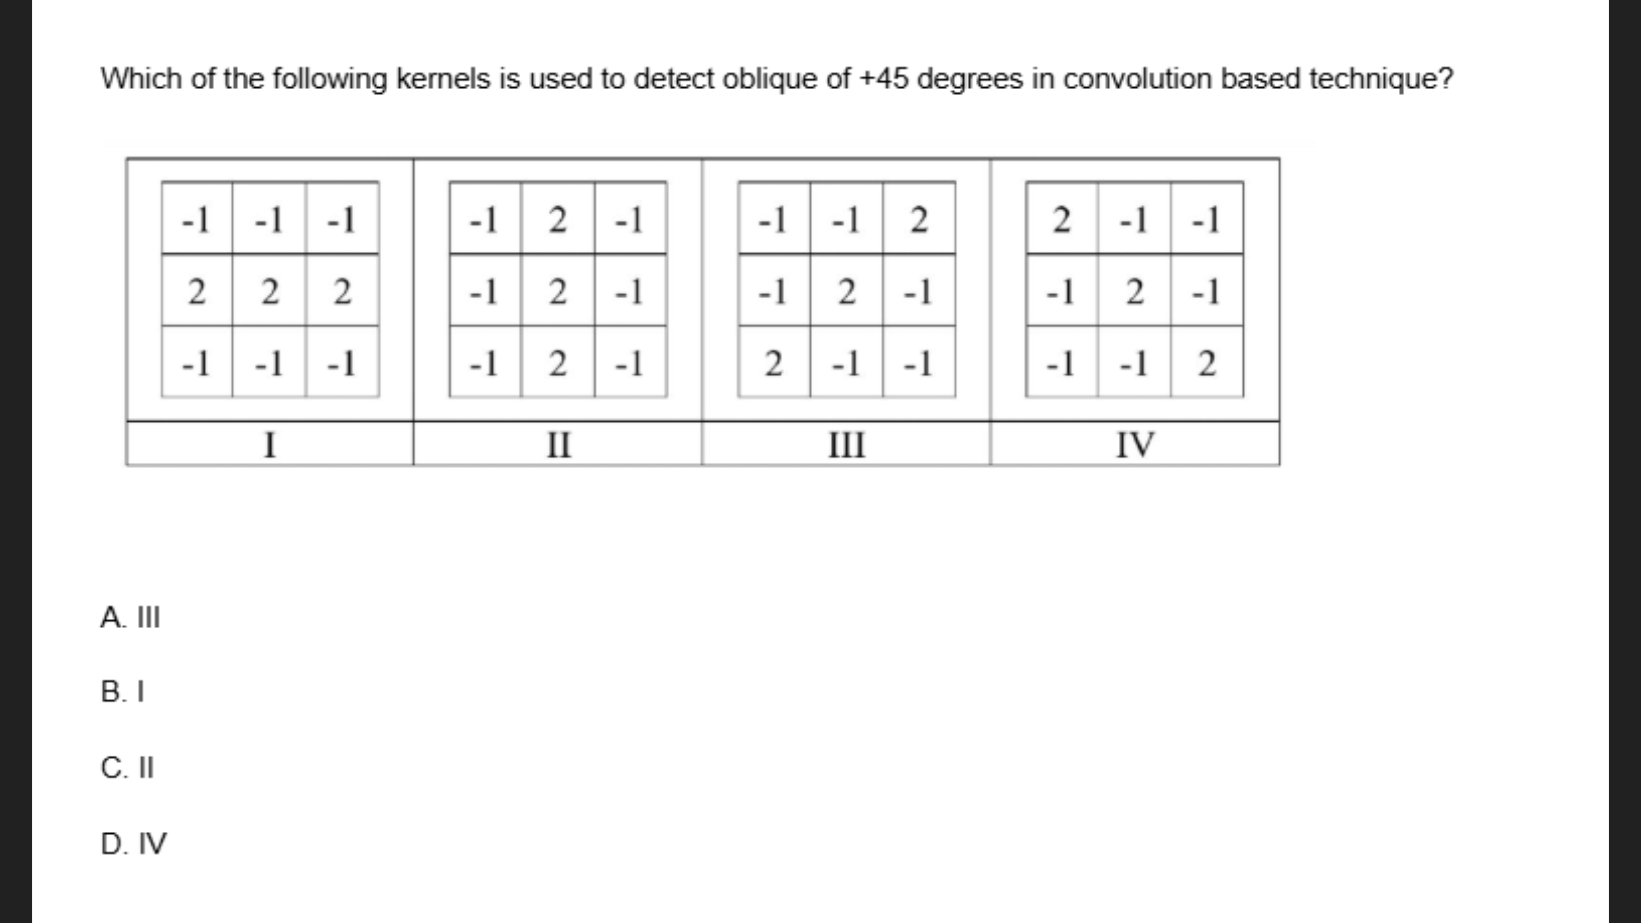 Which of the following kernels is used to detect oblique of +45 degrees in convolution based technique?
-1 -1 -1 -1 2 -1 -1 -1 2 2 -1 -1
2 2 2 -1 2 -1 -1 2 -1 -1 2 -1
-1 -1 -1 -1 2 -1 2 -1 -1 -1 -1 2
I II III IV
A. III
B. I
C. II
D. IV